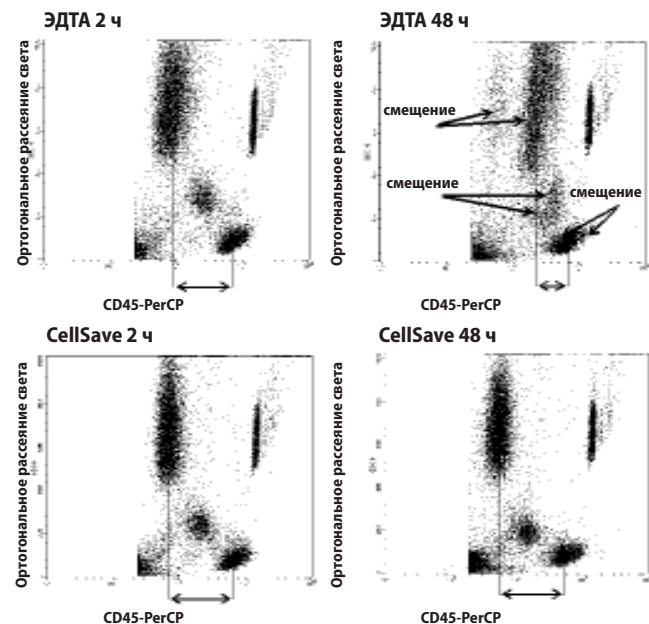 ЭДТА 2 ч
ЭДТА 48 ч
Ортогональное рассеяние света
Ортогональное рассеяние света
смещение
смещение
смещение
CD45-PerCP
CD45-PerCP
CellSave 2 ч
CellSave 48 ч
Ортогональное рассеяние света
Ортогональное рассеяние света
CD45-PerCP
CD45-PerCP